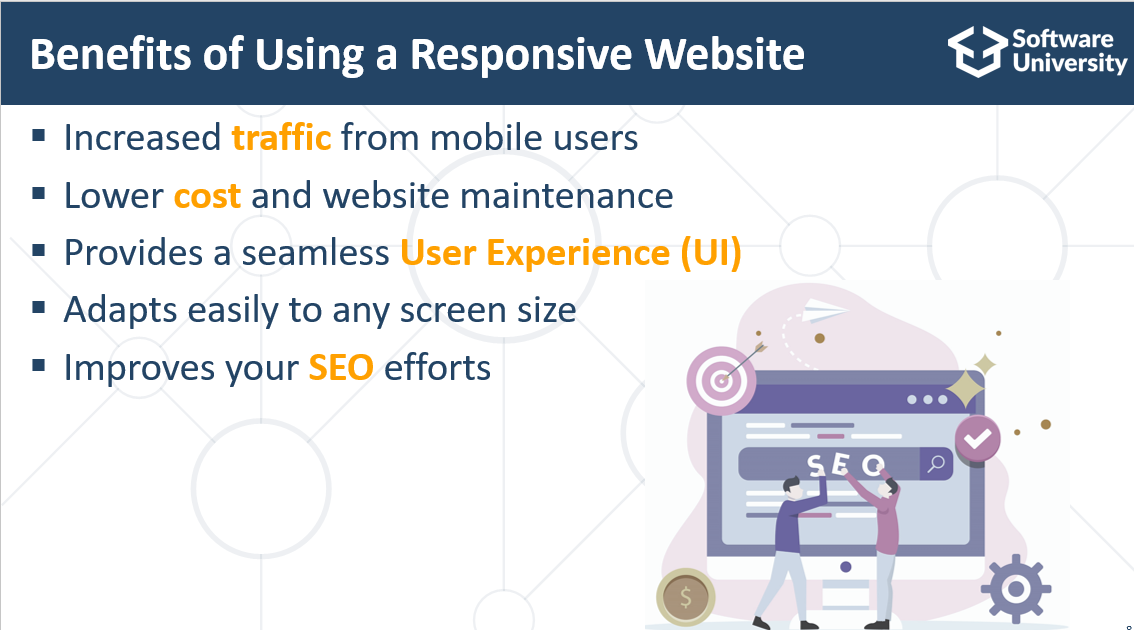 Benefits of Using a Responsive Website
Software
University
▪ Increased traffic from mobile users
▪ Lower cost and website maintenance
▪ Provides a seamless User Experience (UI)
▪ Adapts easily to any screen size
▪ Improves your SEO efforts
SEO
$
8